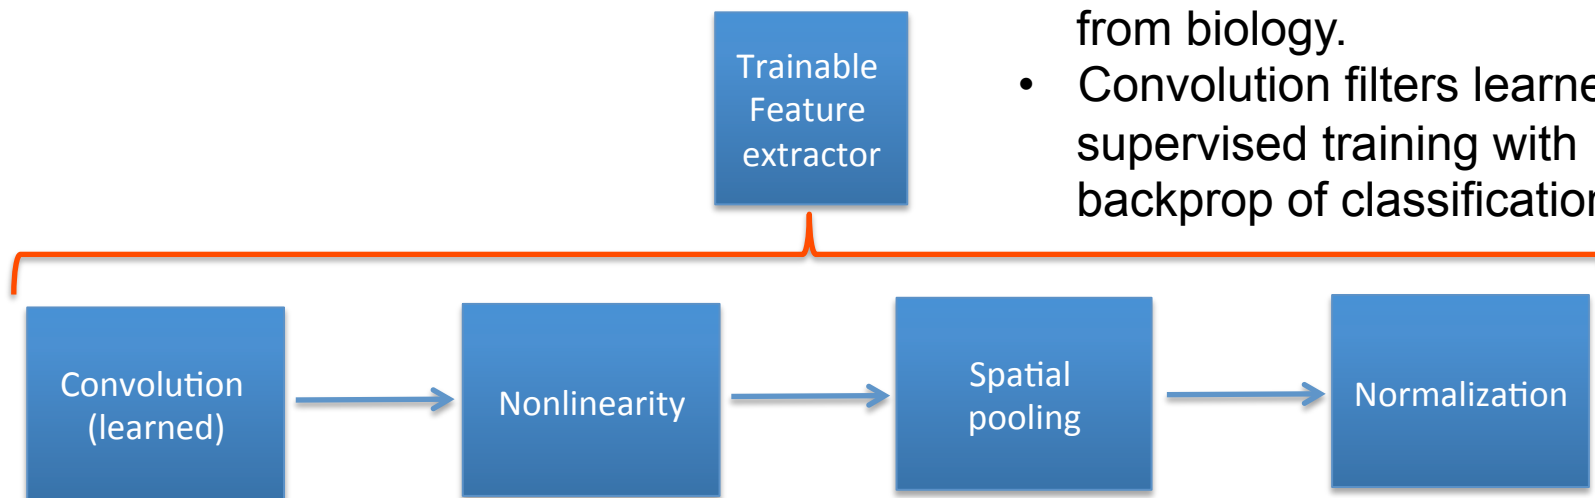 from biology.
• Convolution filters learne
supervised training with
backprop of classification
Trainable
Feature
extractor
Convolution
(learned)
Nonlinearity
Spatial
pooling
Normalization